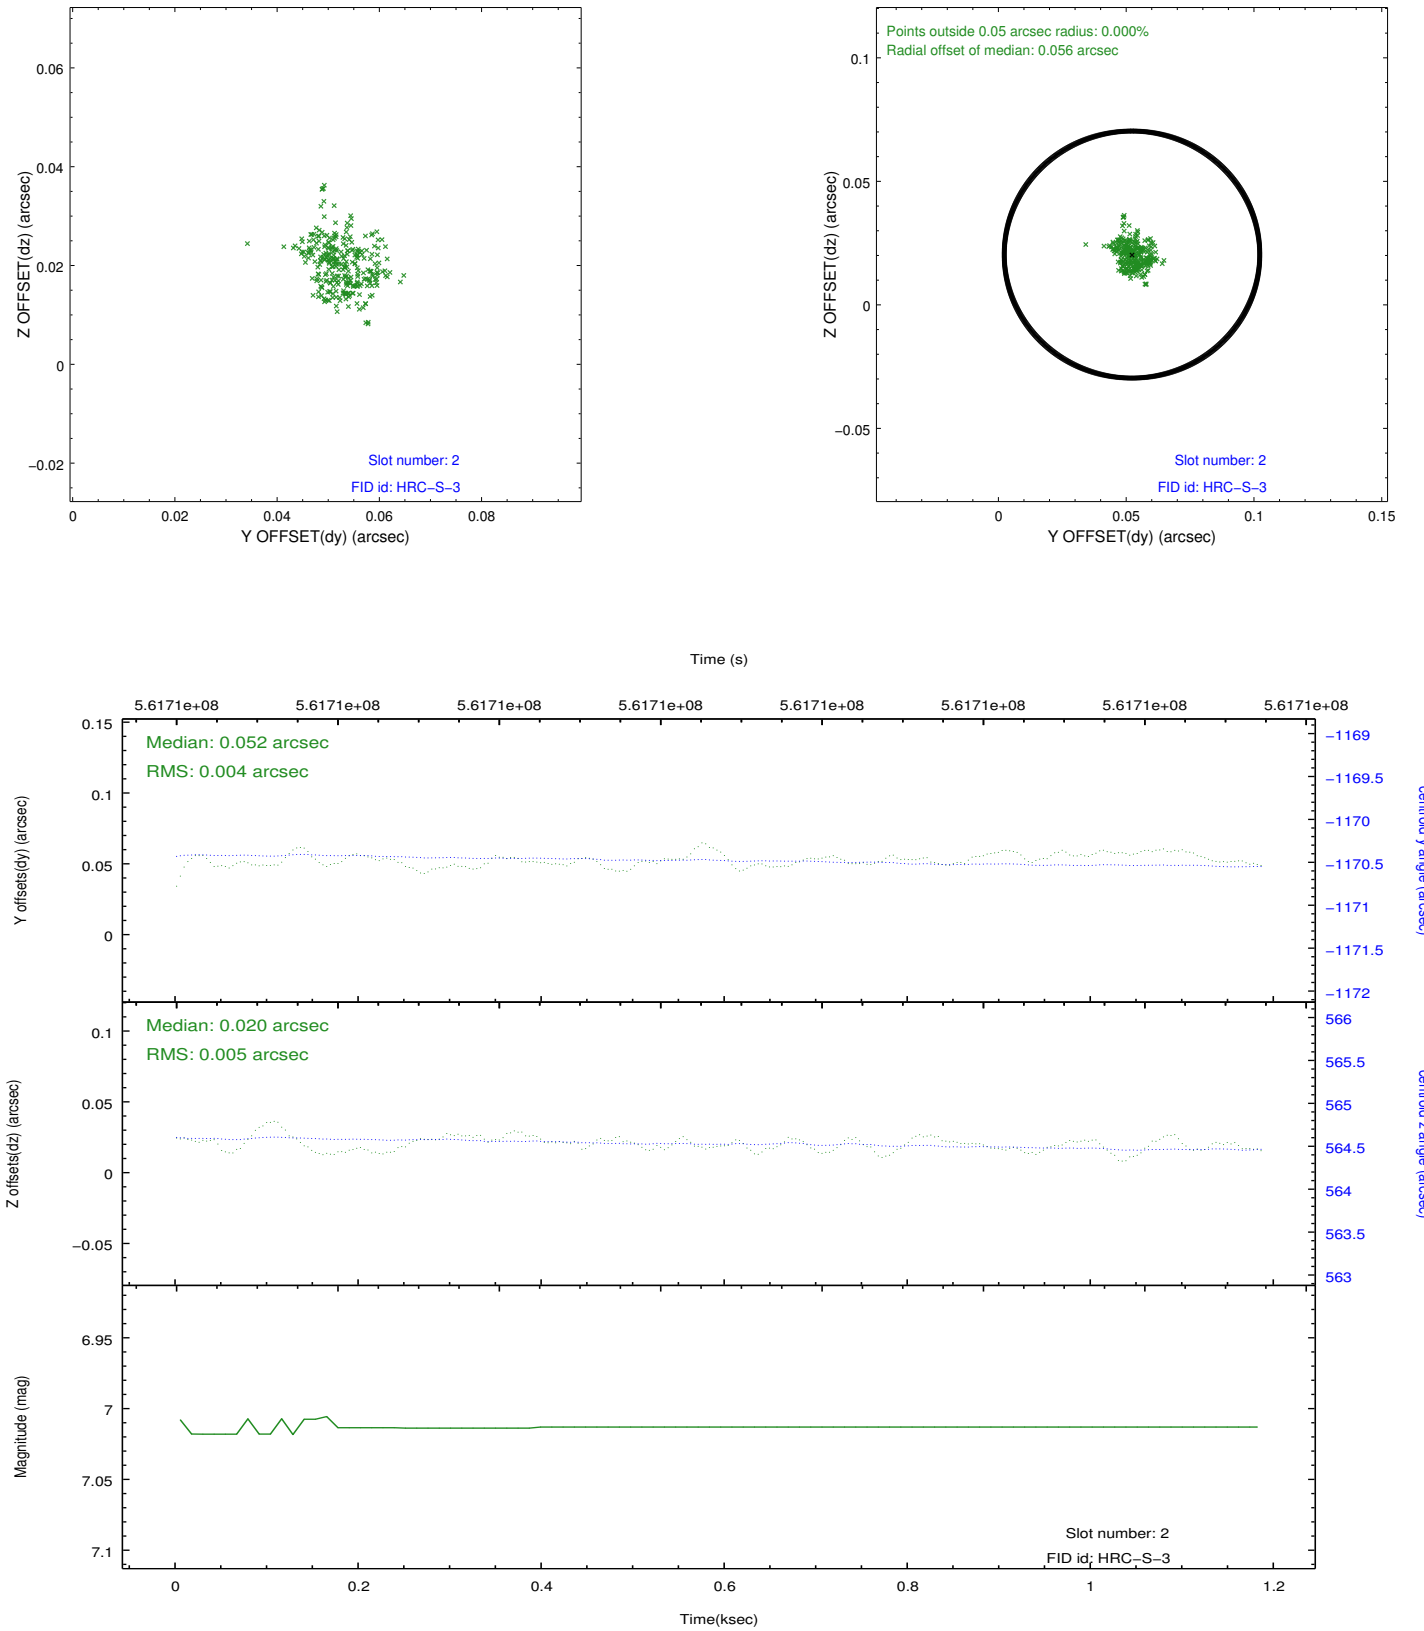 0.06
0.04
0.02
0
−0.02
Z OFFSET(dz) (arcsec)
Slot number: 2
FID id: HRC−S−3
0 0.02 0.04 0.06 0.08
Y OFFSET(dy) (arcsec)
Points outside 0.05 arcsec radius: 0.000%
Radial offset of median: 0.056 arcsec
0.1
0.05
0
−0.05
Z OFFSET(dz) (arcsec)
Slot number: 2
FID id: HRC−S−3
0 0.05 0.1 0.15
Y OFFSET(dy) (arcsec)
Time (s)
5.6171e+08 5.6171e+08 5.6171e+08 5.6171e+08 5.6171e+08 5.6171e+08 5.6171e+08 5.6171e+08
Median: 0.052 arcsec
RMS: 0.004 arcsec
0.15
0.1
0.05
0
Y offsets(dy) (arcsec)
−1169
−1169.5
−1170
−1170.5
−1171
−1171.5
−1172
centroid y angle (arcsec)
Median: 0.020 arcsec
RMS: 0.005 arcsec
0.1
0.05
0
−0.05
Z offsets(dz) (arcsec)
566
565.5
565
564.5
564
563.5
563
centroid z angle (arcsec)
6.95
7
7.05
7.1
Magnitude (mag)
Slot number: 2
FID id: HRC−S−3
0 0.2 0.4 0.6 0.8 1 1.2
Time(ksec)